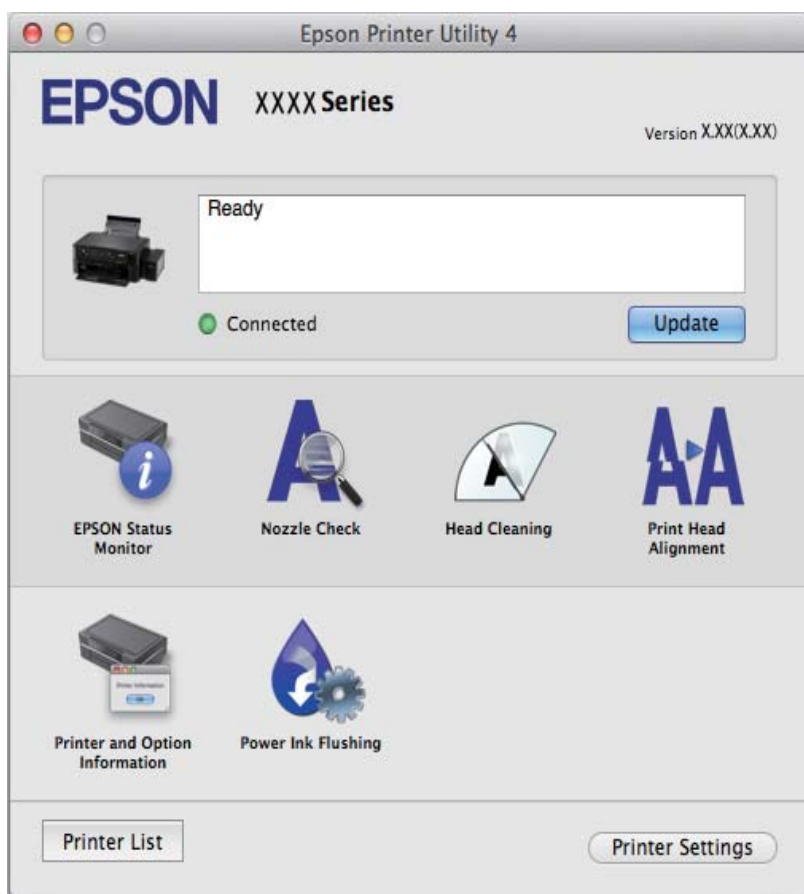 Epson Printer Utility 4
EPSON XXXX Series
Version X.XX(X.XX)
Ready
Connected
Update
EPSON Status
Monitor
Nozzle Check
Head Cleaning
Print Head
Alignment
Printer and Option
Information
Power Ink Flushing
Printer List
Printer Settings